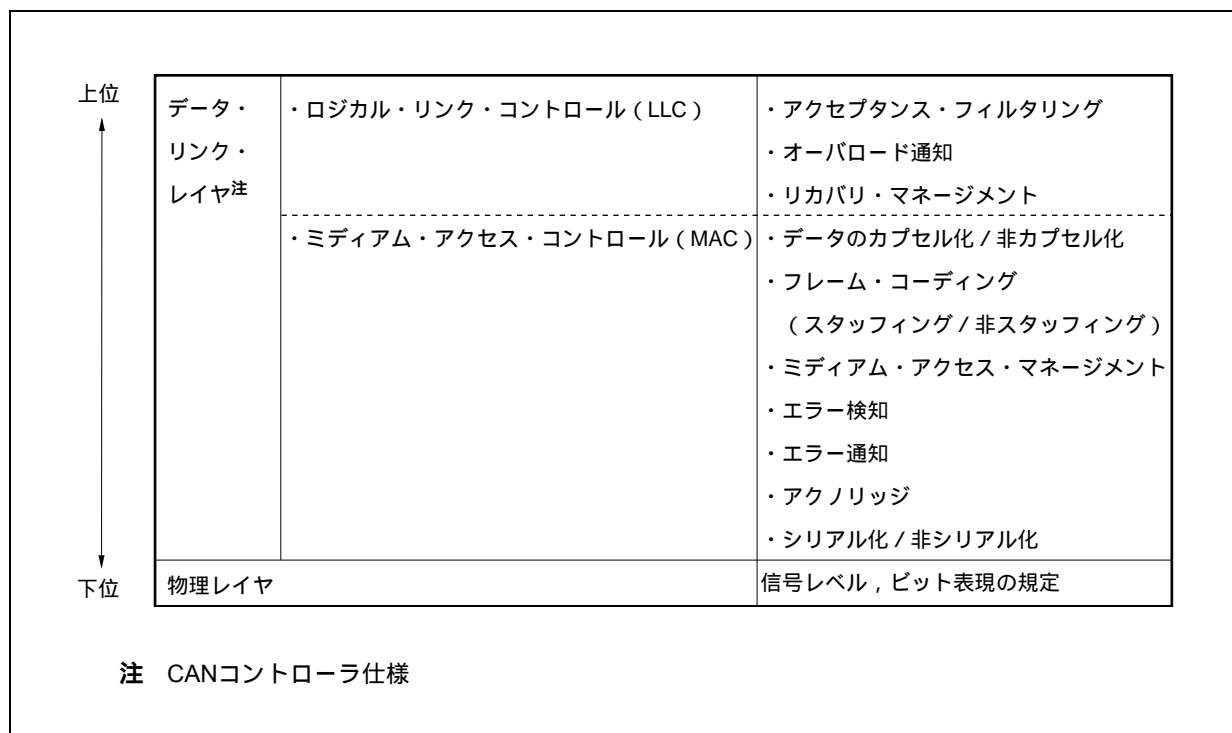 上位
データ・
リンク・
レイヤ注
・ロジカル・リンク・コントロール（LLC）
・アクセプタンス・フィルタリング
・オーバロード通知
・リカバリ・マネージメント
・ミディアム・アクセス・コントロール（MAC）
・データのカプセル化／非カプセル化
・フレーム・コーディング
（スタッフィング／非スタッフィング）
・ミディアム・アクセス・マネージメント
・エラー検知
・エラー通知
・アクノリッジ
・シリアル化／非シリアル化
下位
物理レイヤ
信号レベル，ビット表現の規定
注 CANコントローラ仕様